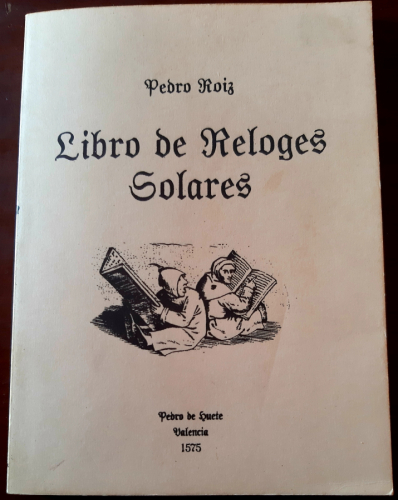 Pedro Roiz
Libro de Reloges
Solares
Pedro de Huete
Valencia
1575